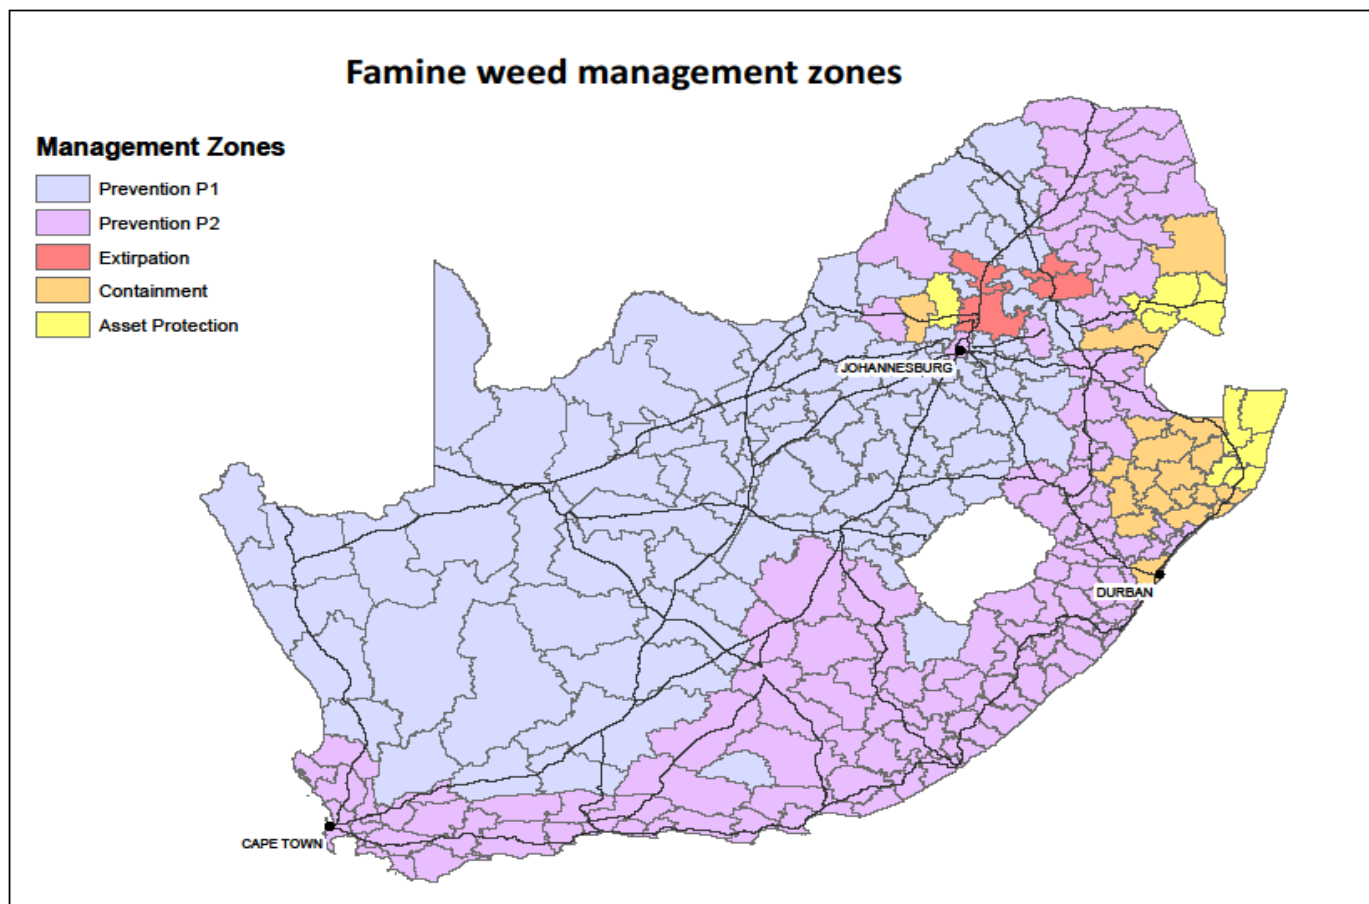 Famine weed management zones
Management Zones
Prevention P1
Prevention P2
Extirpation
Containment
Asset Protection
JOHANNESBURG
DURBAN
CAPE TOWN